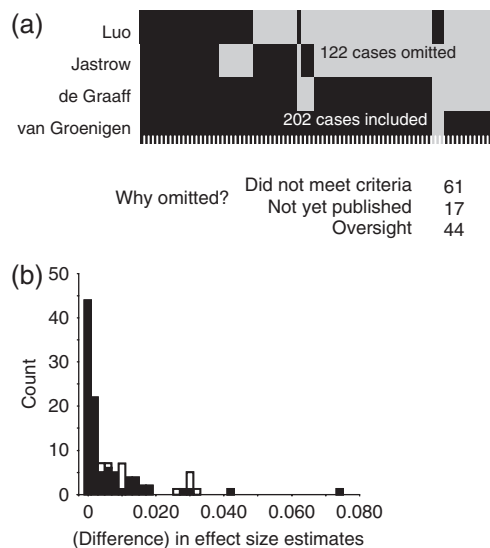 (a)
Luo
Jastrow
de Graaff
van Groenigen
122 cases omitted
202 cases included
Why omitted?
Did not meet criteria 61
Not yet published 17
Oversight 44
(b)
50
40
30
20
10
0
Count
0 0.020 0.040 0.060 0.080
(Difference) in effect size estimates